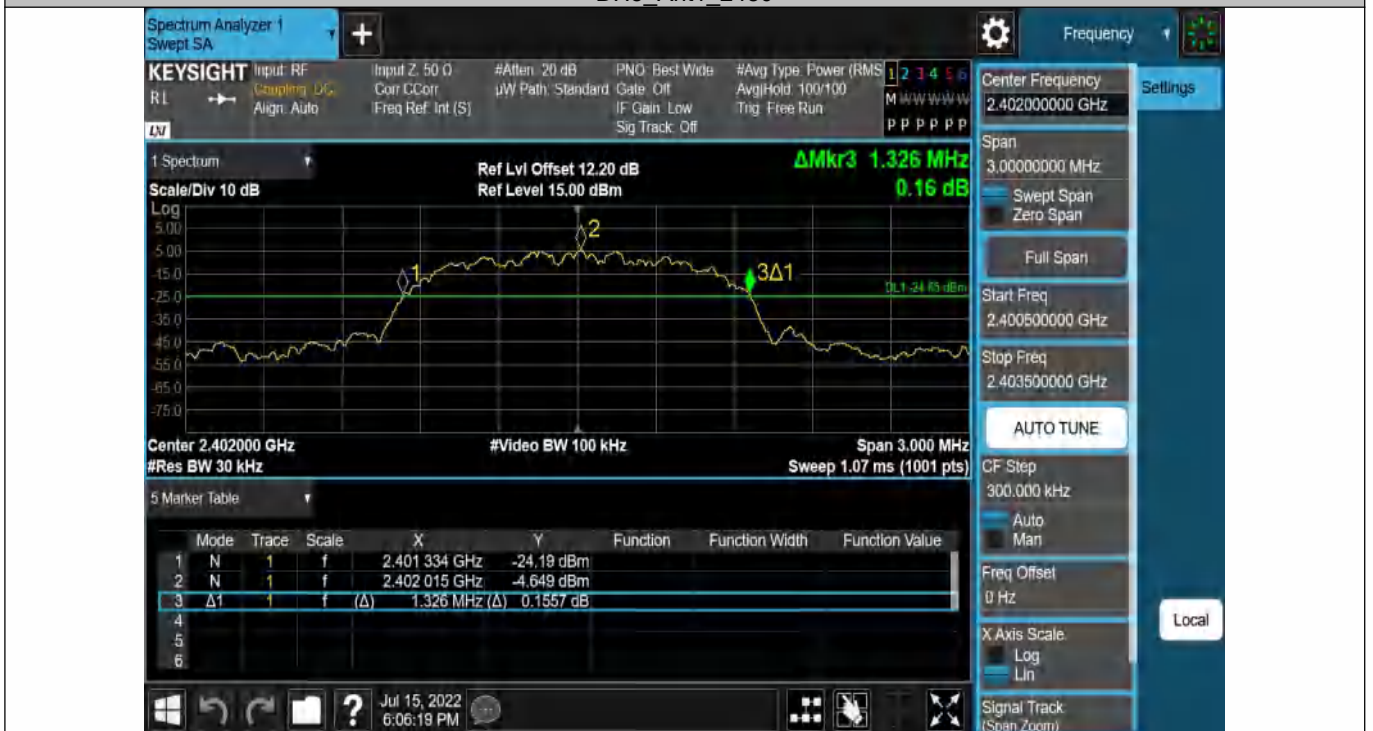 Spectrum Analyzer 1
Swept SA
Frequency
KEYSIGHT
RL
LXI
Input: RF
Coupling: DC
Align: Auto
Input Z: 50 Ω
Corr CCorr
Freq Ref: Int (S)
#Atten: 20 dB
µW Path: Standard
PNO: Best Wide
Gate: Off
IF Gain: Low
Sig Track: Off
#Avg Type: Power (RMS
Avg|Hold: 100/100
Trig: Free Run
1 2 3 4 5 6
M W W W W W
P P P P P P
1 Spectrum
Scale/Div 10 dB
Ref Lvl Offset 12.20 dB
Ref Level 15.00 dBm
ΔMkr3 1.326 MHz
0.16 dB
Log
5.00
-5.00
-15.0
-25.0
-35.0
-45.0
-55.0
-65.0
-75.0
1
2
3Δ1
DL1 -24.65 dBm
Center 2.402000 GHz
#Video BW 100 kHz
Span 3.000 MHz
#Res BW 30 kHz
Sweep 1.07 ms (1001 pts)
5 Marker Table
Mode Trace Scale X Y Function Function Width Function Value
1 N 1 f 2.401 334 GHz -24.19 dBm
2 N 1 f 2.402 015 GHz -4.649 dBm
3 Δ1 1 f (Δ) 1.326 MHz (Δ) 0.1557 dB
4
5
6
Jul 15, 2022
6:06:19 PM
Center Frequency
2.402000000 GHz
Settings
Span
3.00000000 MHz
Swept Span
Zero Span
Full Span
Start Freq
2.400500000 GHz
Stop Freq
2.403500000 GHz
AUTO TUNE
CF Step
300.000 kHz
Auto
Man
Freq Offset
0 Hz
X Axis Scale
Log
Lin
Local
Signal Track
(Span Zoom)